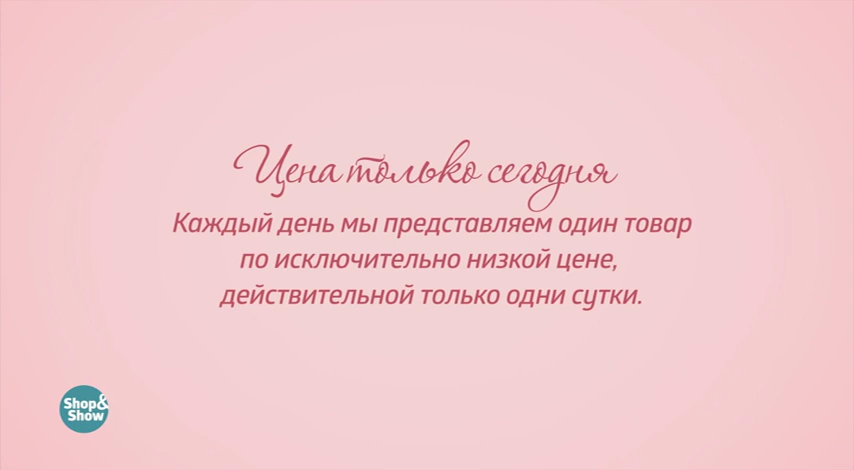 Цена только сегодня
Каждый день мы представляем один товар
по исключительно низкой цене,
действительной только одни сутки.
Shop&
Show